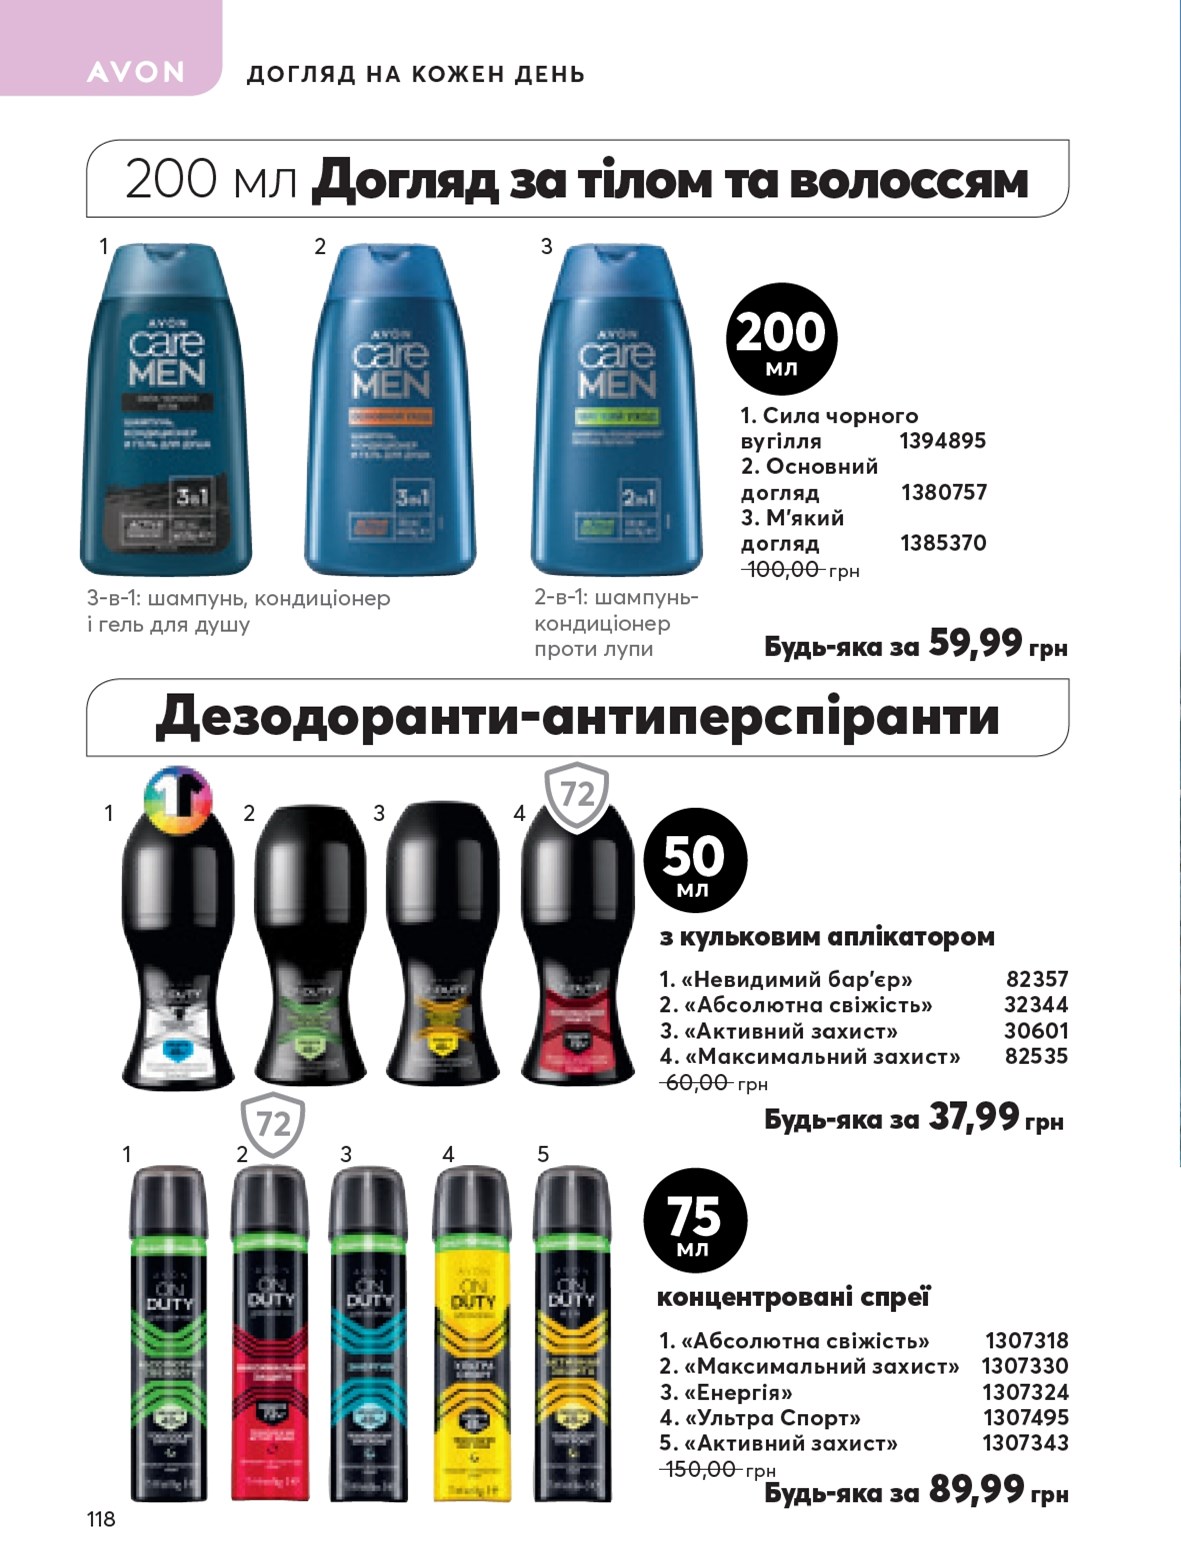 AVON
ДОГЛЯД НА КОЖЕН ДЕНЬ
200 мл Догляд за тілом та волоссям
1
2
3
AVON
care
MEN
3в1
AVON
care
MEN
ОСНОВНОЙ УХОД
ШАМПУНЬ,
КОНДИЦИОНЕР
И ГЕЛЬ ДЛЯ ДУША
3в1
AVON
care
MEN
2в1
200
мл
1. Сила чорного
вугілля 1394895
2. Основний
догляд 1380757
3. М'який
догляд 1385370
100,00 грн
3-в-1: шампунь, кондиціонер
і гель для душу
2-в-1: шампунь-
кондиціонер
проти лупи
Будь-яка за 59,99 грн
Дезодоранти-антиперспіранти
1
2
3
4
72
50
мл
з кульковим аплікатором
1. «Невидимий бар'єр» 82357
2. «Абсолютна свіжість» 32344
3. «Активний захист» 30601
4. «Максимальний захист» 82535
60,00 грн
Будь-яка за 37,99 грн
72
1
2
3
4
5
ON
DUTY
ON
DUTY
ON
DUTY
ON
DUTY
ON
DUTY
75
мл
концентровані спреї
1. «Абсолютна свіжість» 1307318
2. «Максимальний захист» 1307330
3. «Енергія» 1307324
4. «Ультра Спорт» 1307495
5. «Активний захист» 1307343
150,00 грн
Будь-яка за 89,99 грн
118